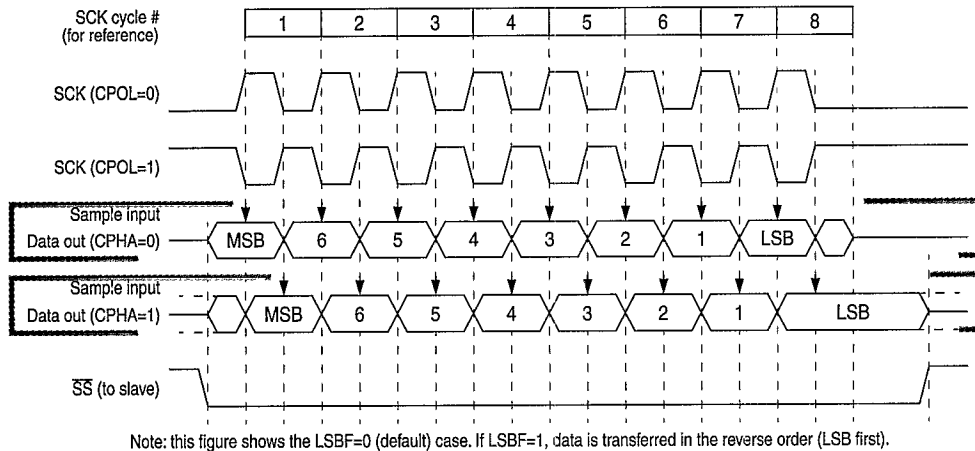 SCK cycle #
(for reference)
1 2 3 4 5 6 7 8
SCK (CPOL=0)
SCK (CPOL=1)
Sample input
Data out (CPHA=0)
MSB 6 5 4 3 2 1 LSB
Sample input
Data out (CPHA=1)
MSB 6 5 4 3 2 1 LSB
SS (to slave)
Note: this figure shows the LSBF=0 (default) case. If LSBF=1, data is transferred in the reverse order (LSB first).